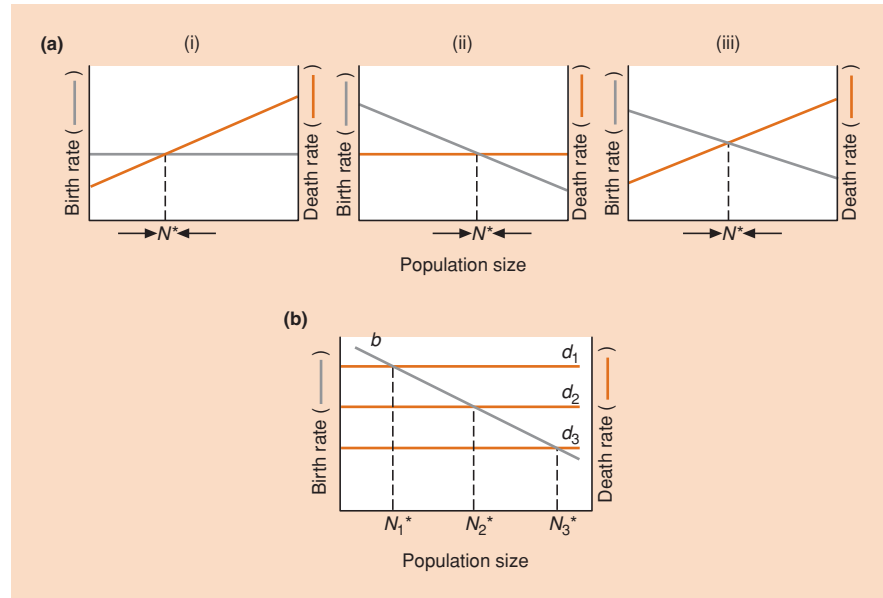 (a)
(i)
(ii)
(iii)
Birth rate ( )
Death rate ( )
Birth rate ( )
Death rate ( )
Birth rate ( )
Death rate ( )
N*
N*
N*
Population size
(b)
b
d1
d2
d3
Birth rate ( )
Death rate ( )
N1*
N2*
N3*
Population size